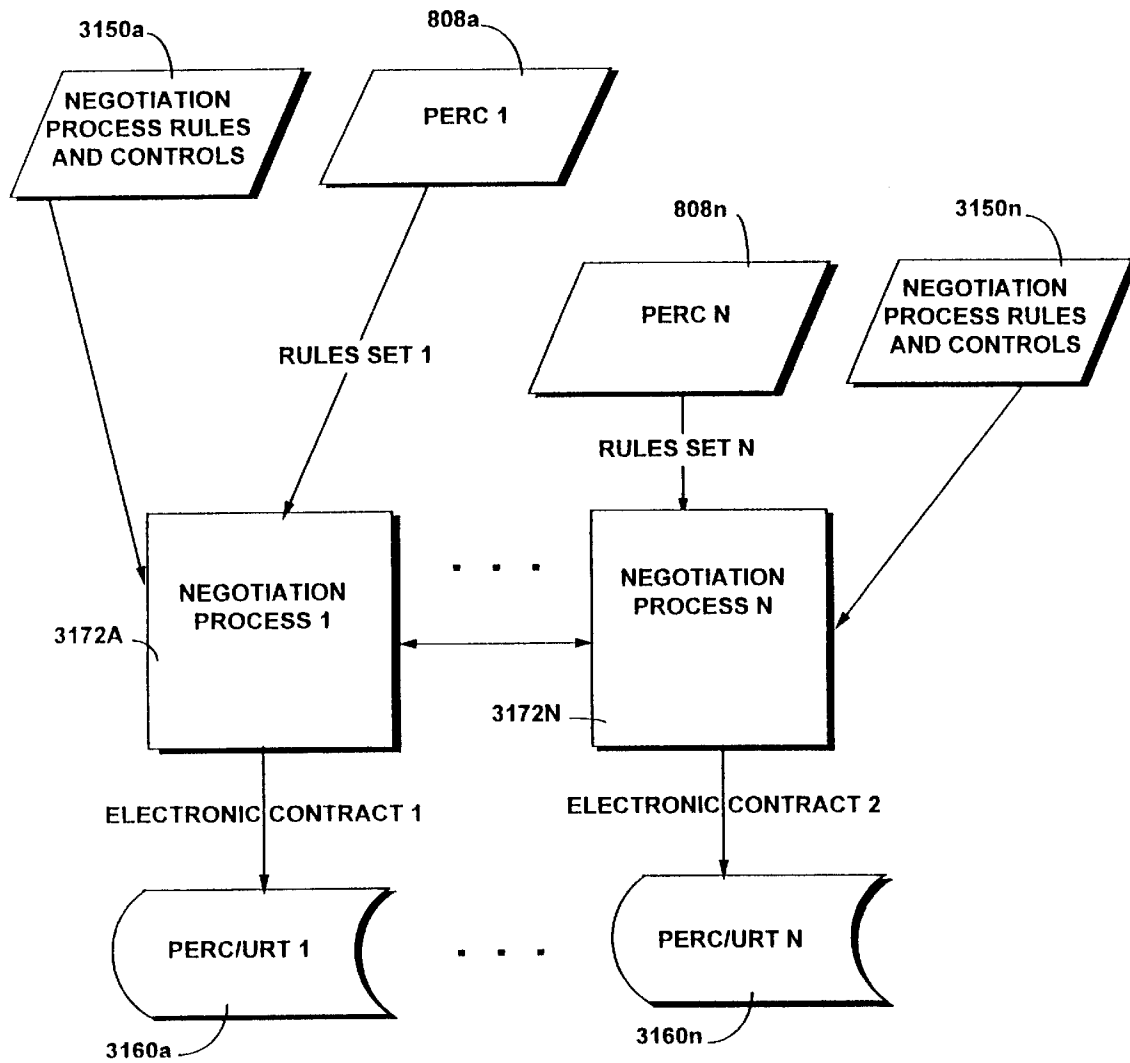 3150a
808a
NEGOTIATION
PROCESS RULES
AND CONTROLS
PERC 1
808n
3150n
PERC N
NEGOTIATION
PROCESS RULES
AND CONTROLS
RULES SET 1
RULES SET N
NEGOTIATION
PROCESS 1
. . .
NEGOTIATION
PROCESS N
3172A
3172N
ELECTRONIC CONTRACT 1
ELECTRONIC CONTRACT 2
PERC/URT 1
. . .
PERC/URT N
3160a
3160n